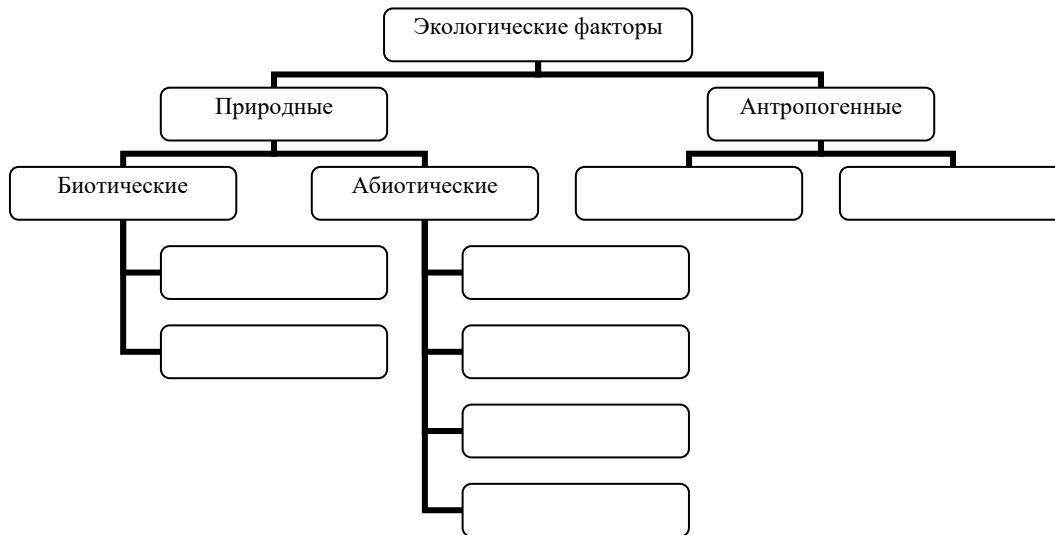 Экологические факторы
Природные
Антропогенные
Биотические
Абиотические